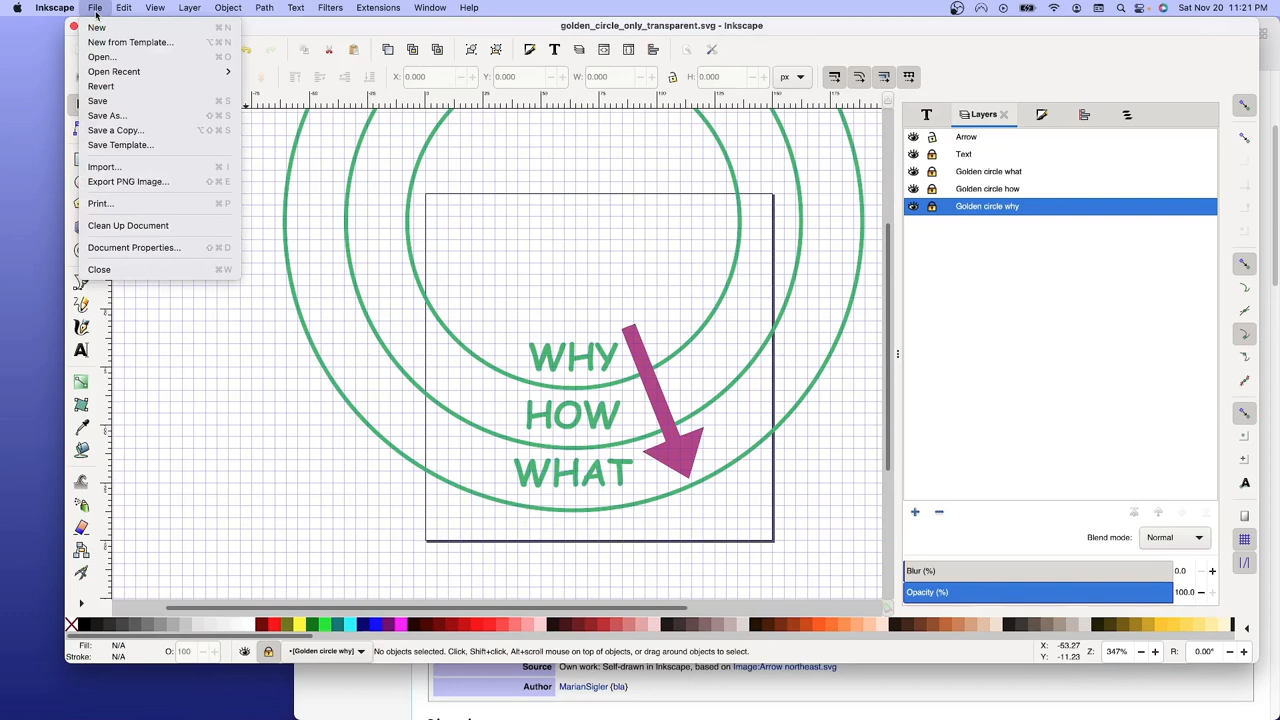 Inkscape File Edit View Layer Object Path Text Filters Extensions Window Help Sat Nov 20 11:21 PM
golden_circle_only_transparent.svg - Inkscape
New ⌘ N
New from Template... ⌥⌘ N
Open... ⌘ O
Open Recent
Revert
Save ⌘ S
Save As... ⇧⌘ S
Save a Copy... ⌥⇧⌘ S
Save Template...
Import... ⌘ I
Export PNG Image... ⇧⌘ E
Print... ⌘ P
Clean Up Document
Document Properties... ⇧⌘ D
Close ⌘ W
X: 0.000 Y: 0.000 W: 0.000 H: 0.000 px
Layers
Arrow
Text
Golden circle what
Golden circle how
Golden circle why
WHY
HOW
WHAT
Blend mode: Normal
Blur (%) 0.0
Opacity (%) 100.0
Fill: N/A
Stroke: N/A
O: 100
•[Golden circle why]
No objects selected. Click, Shift+click, Alt+scroll mouse on top of objects, or drag around objects to select.
X: -53.27
Y: -11.23
Z: 347%
R: 0.00°
Source Own work: Self-drawn in Inkscape, based on Image:Arrow northeast.svg
Author MarianSigler {bla}